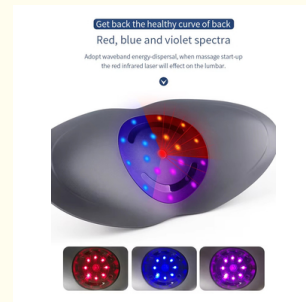 Get back the healthy curve of back
Red, blue and violet spectra
Adopt waveband energy-dispersal, when massage start-up
the red infrared laser will effect on the lumbar.